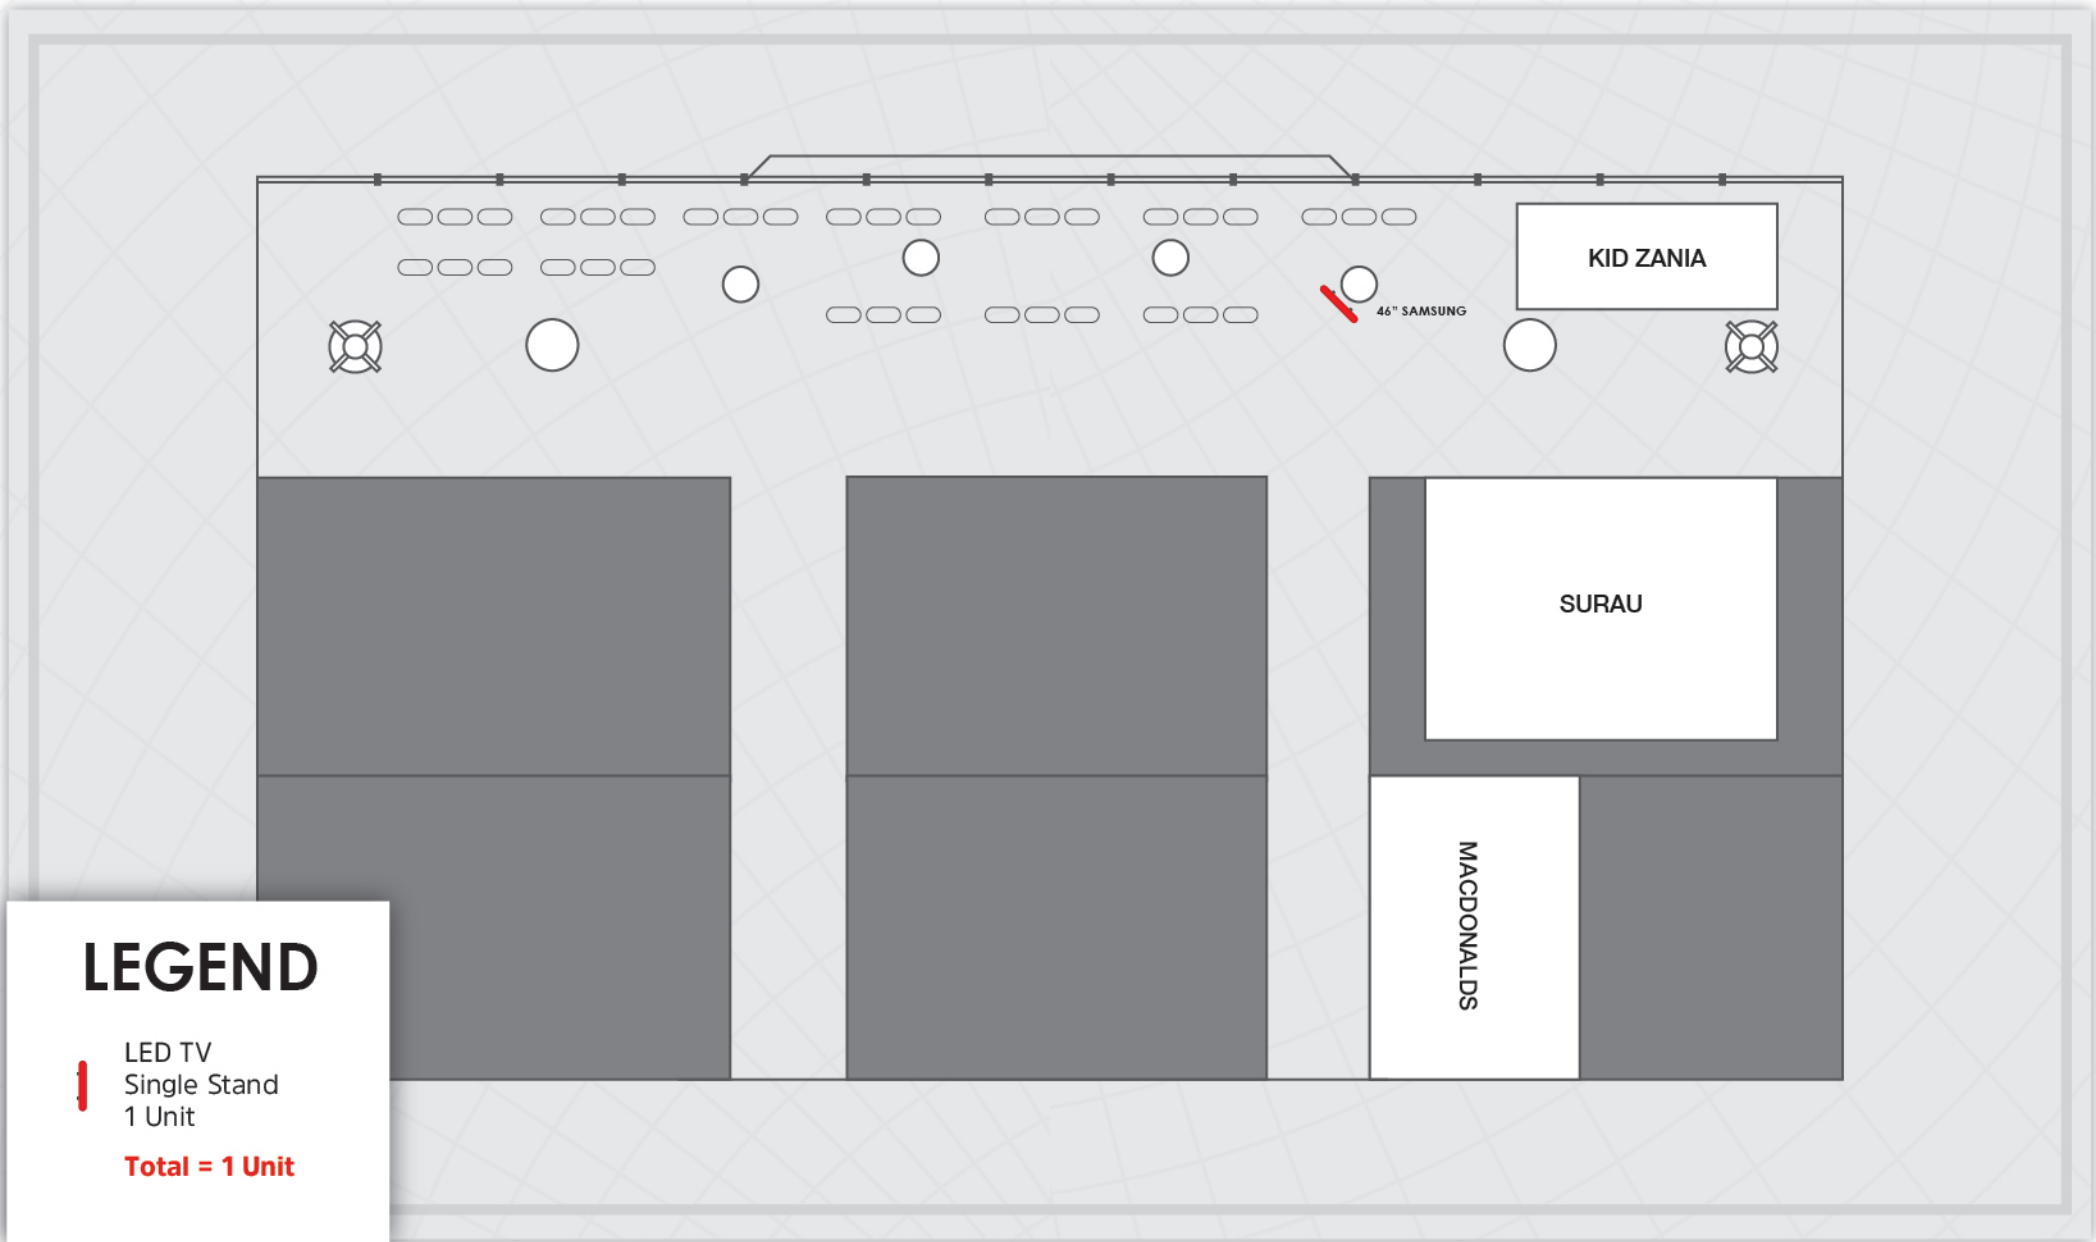 KID ZANIA
46" SAMSUNG
SURAU
MACDONALDS
LEGEND
LED TV
Single Stand
1 Unit
Total = 1 Unit